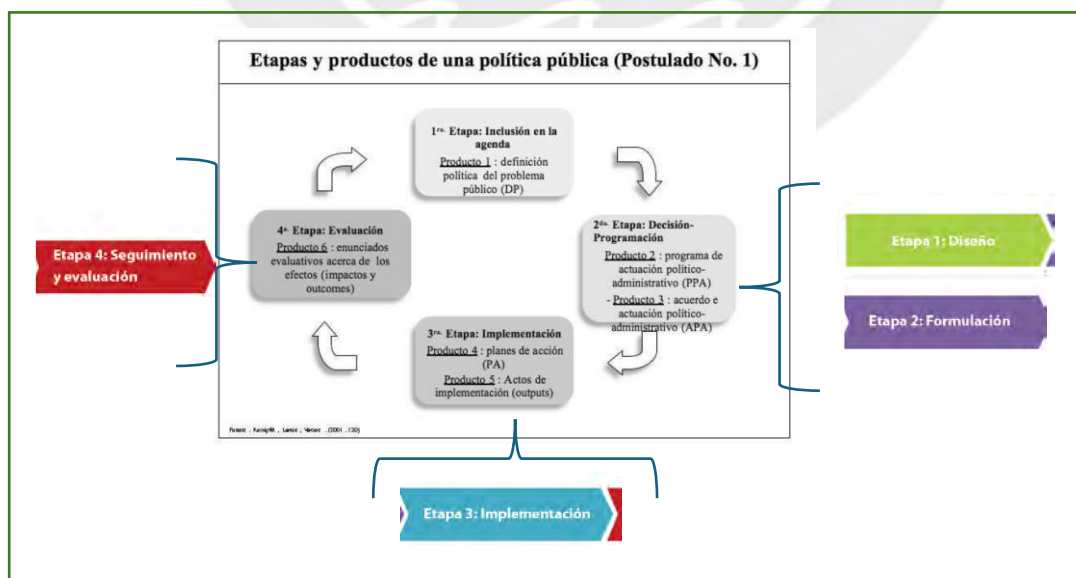 Etapas y productos de una política pública (Postulado No. 1)
1ra. Etapa: Inclusión en la
agenda
Producto 1 : definición
política del problema
público (DP)
4a. Etapa: Evaluación
Producto 6 : enunciados
evaluativos acerca de los
efectos (impactos y
outcomes)
2da. Etapa: Decisión-
Programación
Producto 2 : programa de
actuación político-
administrativo (PPA)
- Producto 3 : acuerdo e
actuación político-
administrativo (APA)
3ra. Etapa: Implementación
Producto 4 : planes de acción
(PA)
Producto 5 : Actos de
implementación (outputs)
Etapa 4: Seguimiento
y evaluación
Etapa 1: Diseño
Etapa 2: Formulación
Etapa 3: Implementación